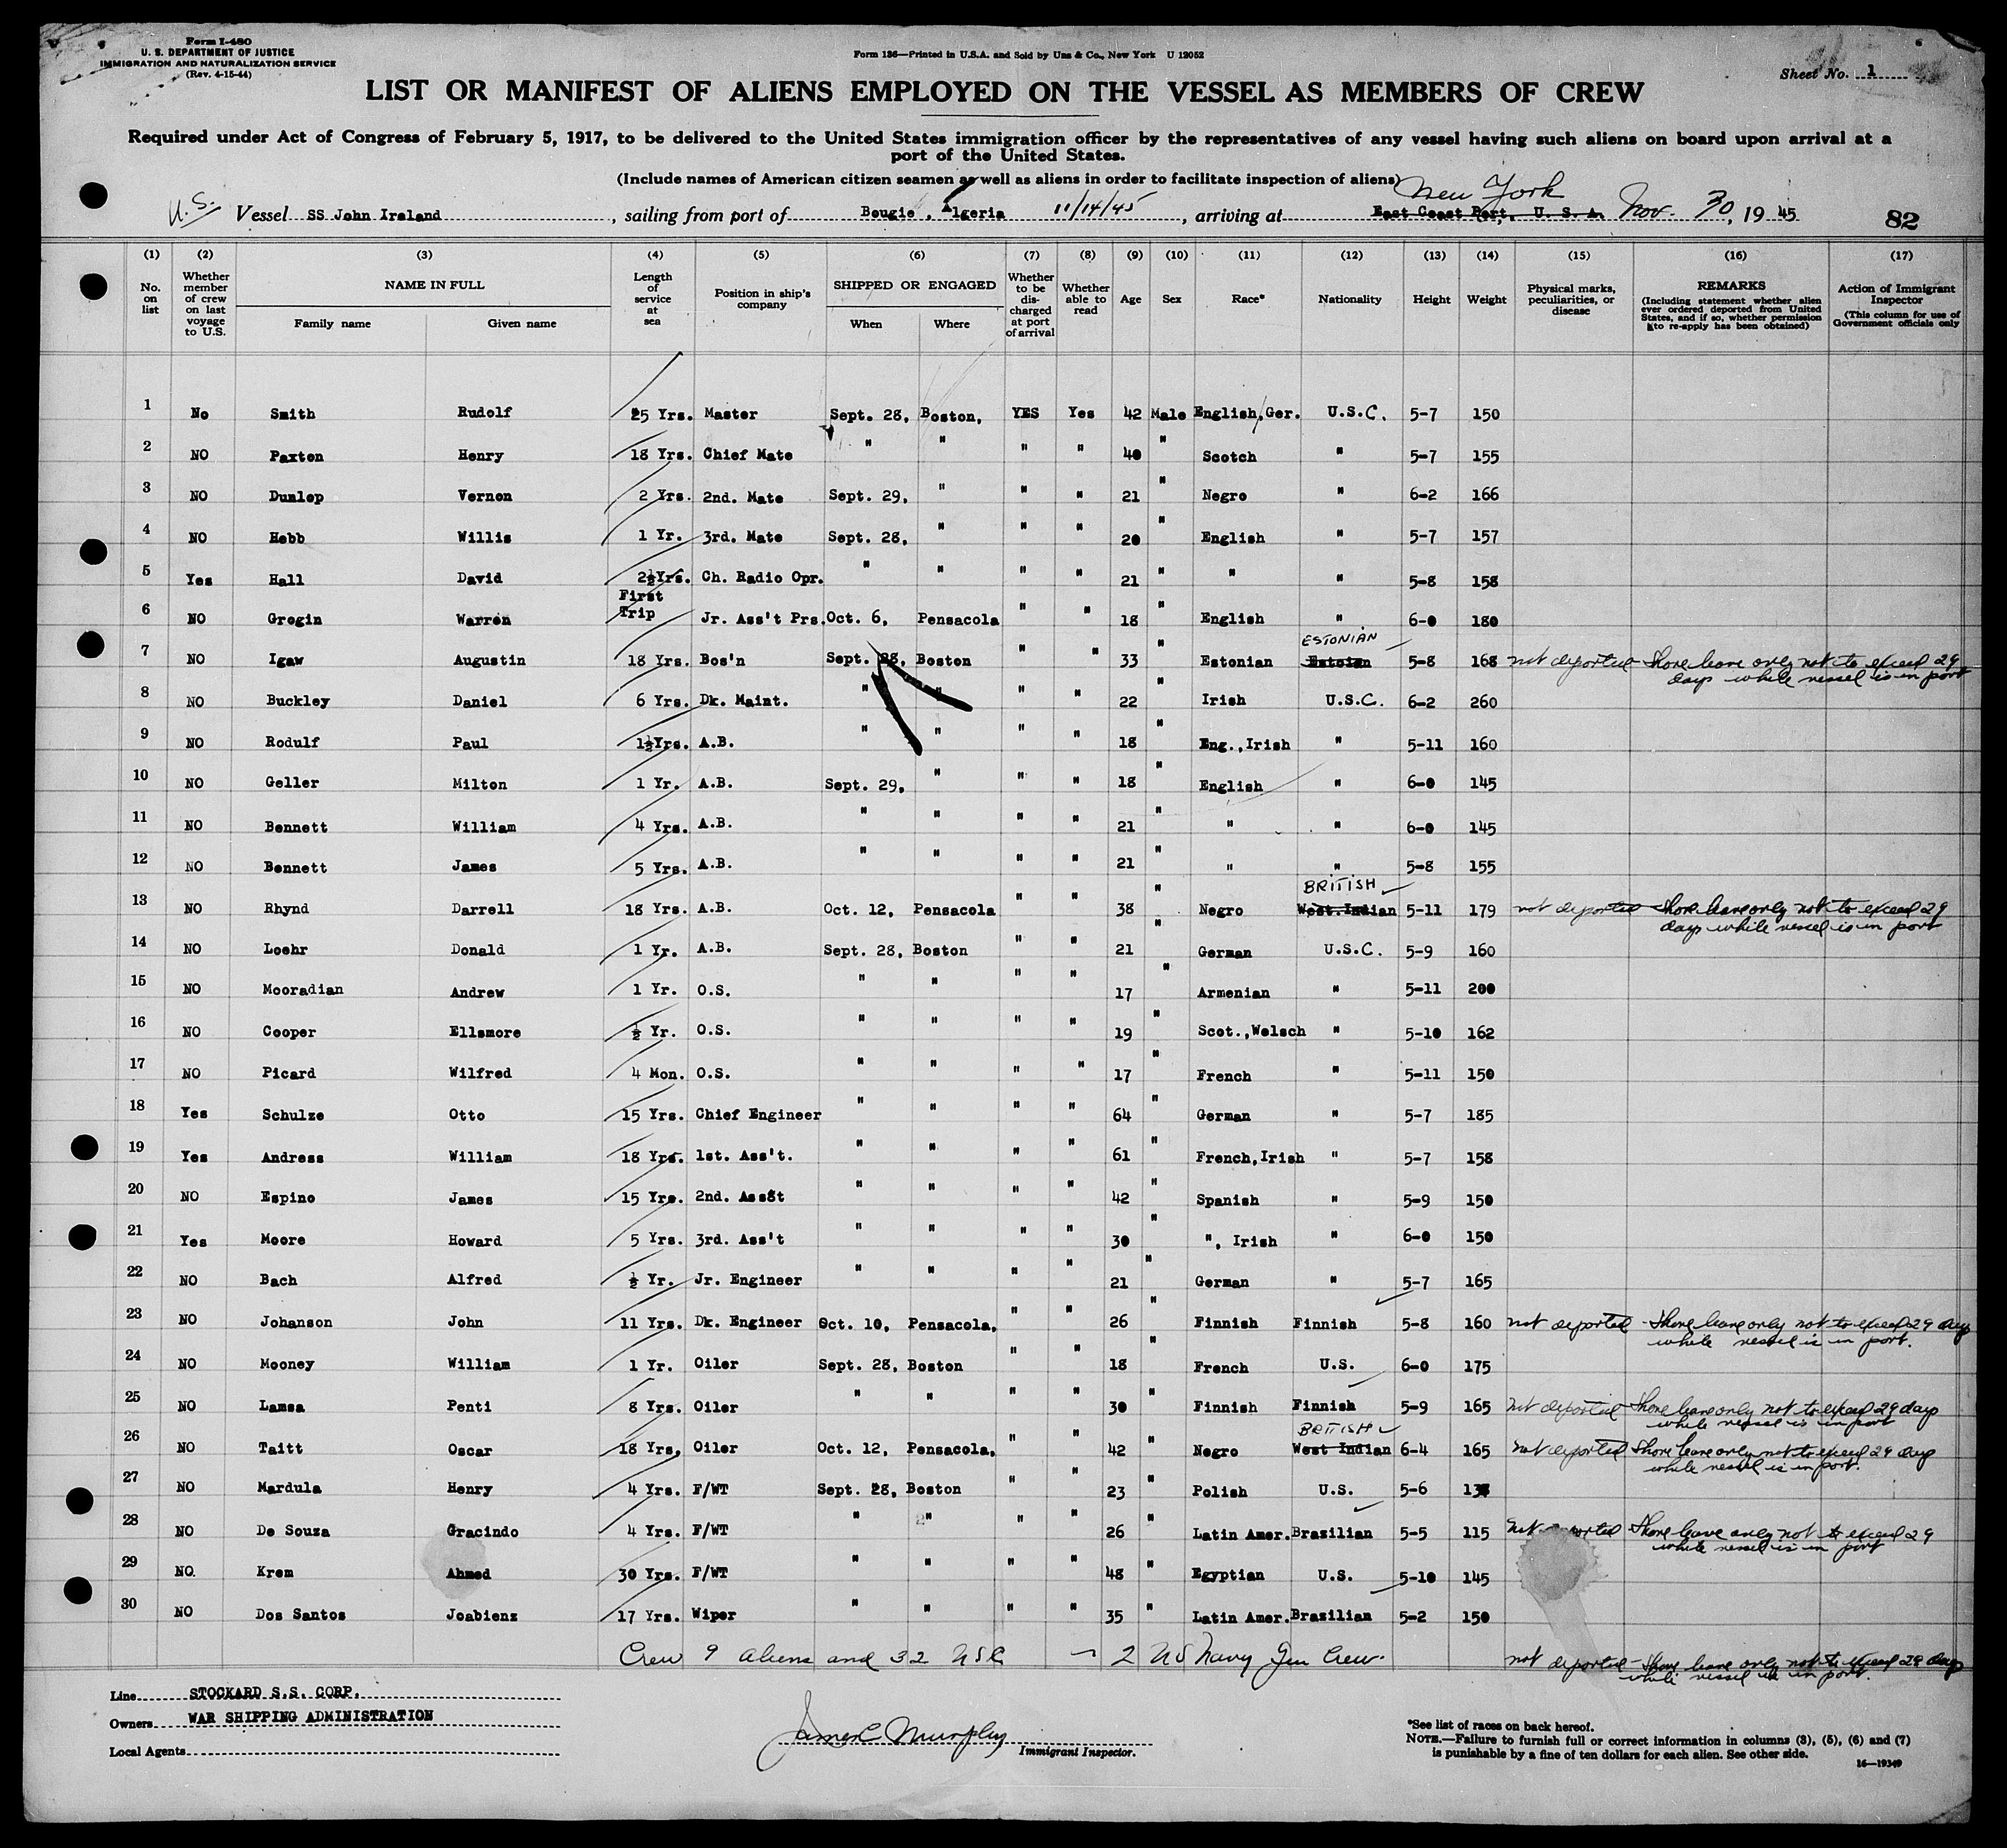 Form I-480
U. S. DEPARTMENT OF JUSTICE
IMMIGRATION AND NATURALIZATION SERVICE
(Rev. 4-15-44)
Form 136—Printed in U.S.A. and Sold by Unz & Co., New York U 12052
Sheet No. 1
LIST OR MANIFEST OF ALIENS EMPLOYED ON THE VESSEL AS MEMBERS OF CREW
Required under Act of Congress of February 5, 1917, to be delivered to the United States immigration officer by the representatives of any vessel having such aliens on board upon arrival at a
port of the United States.
(Include names of American citizen seamen as well as aliens in order to facilitate inspection of aliens)
New York
U.S. Vessel SS John Ireland, sailing from port of Bougie, Algeria 11/14/45, arriving at East Coast Port, U. S. A. Nov. 30, 1945
82
(1) (2) (3) (4) (5) (6) (7) (8) (9) (10) (11) (12) (13) (14) (15) (16) (17)
No. on list
Whether member of crew on last voyage to U.S.
NAME IN FULL
Family name Given name
Length of service at sea
Position in ship's company
SHIPPED OR ENGAGED
When Where
Whether to be discharged at port of arrival
Whether able to read
Age Sex Race* Nationality Height Weight
Physical marks, peculiarities, or disease
REMARKS
(Including statement whether alien ever ordered deported from United States, and if so, whether permission to re-apply has been obtained)
Action of Immigrant Inspector
(This column for use of Government officials only
1 No Smith Rudolf 25 Yrs. Master Sept. 28, Boston, YES Yes 42 Male English,Ger. U.S.C. 5-7 150
2 NO Paxton Henry 18 Yrs. Chief Mate " " " " 40 " Scotch " 5-7 155
3 NO Dunlop Vernon 2 Yrs. 2nd. Mate Sept. 29, " " " 21 " Negro " 6-2 166
4 NO Hebb Willis 1 Yr. 3rd. Mate Sept. 28, " " " 20 " English " 5-7 157
5 Yes Hall David 2½Yrs. Ch. Radio Opr. " " " " 21 " " " 5-8 158
6 NO Grogin Warren First Trip Jr. Ass't Prs. Oct. 6, Pensacola " " 18 " English " 6-0 180
7 NO Igaw Augustin 18 Yrs. Bos'n Sept. 28, Boston " " 33 " Estonian ESTONIAN 5-8 168 not deported - Shore leave only not to exceed 29
days while vessel is in port
8 NO Buckley Daniel 6 Yrs. Dk. Maint. " " " " 22 " Irish U.S.C. 6-2 260
9 NO Rodulf Paul 1½Yrs. A.B. " " " " 18 " Eng.,Irish " 5-11 160
10 NO Geller Milton 1 Yr. A.B. Sept. 29, " " " 18 " English " 6-0 145
11 NO Bennett William 4 Yrs. A.B. " " " " 21 " " " 6-0 145
12 NO Bennett James 5 Yrs. A.B. " " " " 21 " " " 5-8 155
13 NO Rhynd Darrell 18 Yrs. A.B. Oct. 12, Pensacola " " 38 " Negro BRITISH West.Indian 5-11 179 not deported - Shore leave only not to exceed 29
days while vessel is in port
14 NO Loehr Donald 1 Yr. A.B. Sept. 28, Boston " " 21 " German U.S.C. 5-9 160
15 NO Mooradian Andrew 1 Yr. O.S. " " " " 17 " Armenian " 5-11 200
16 NO Cooper Ellsmore ½ Yr. O.S. " " " " 19 " Scot.,Welsch " 5-10 162
17 NO Picard Wilfred 4 Mon. O.S. " " " " 17 " French " 5-11 150
18 Yes Schulze Otto 15 Yrs. Chief Engineer " " " " 64 " German " 5-7 185
19 Yes Andress William 18 Yrs. 1st. Ass't. " " " " 61 " French,Irish " 5-7 158
20 NO Espino James 15 Yrs. 2nd. Ass8t " " " " 42 " Spanish " 5-9 150
21 Yes Moore Howard 5 Yrs. 3rd. Ass't " " " " 30 " ", Irish " 6-0 150
22 NO Bach Alfred ½ Yr. Jr. Engineer " " " " 21 " German " 5-7 165
23 NO Johanson John 11 Yrs. Dk. Engineer Oct. 10, Pensacola, " " 26 " Finnish Finnish 5-8 160 not deported - Shore leave only not to exceed 29 days
while vessel is in port.
24 NO Mooney William 1 Yr. Oiler Sept. 28, Boston " " 18 " French U.S. 6-0 175
25 NO Lamsa Penti 8 Yrs. Oiler " " " " 30 " Finnish Finnish 5-9 165 not deported Shore leave only not to exceed 29 days
while vessel is in port
26 NO Taitt Oscar 18 Yrs, Oiler Oct. 12, Pensacola, " " 42 " Negro BRITISH West Indian 6-4 165 not deported Shore leave only not to exceed 29 days
while vessel is in port.
27 NO Mardula Henry 4 Yrs. F/WT Sept. 28, Boston " " 23 " Polish U.S. 5-6
28 NO De Souza Gracindo 4 Yrs. F/WT " " " " 26 " Latin Amer. Brazilian 5-5 115 not deported Shore leave only not to exceed 29
while vessel is in port
29 NO. Krem Ahmed 30 Yrs. F/WT " " " " 48 " Egyptian U.S. 5-10 145
30 NO Dos Santos Joabienz 17 Yrs. Wiper " " " " 35 " Latin Amer. Brazilian 5-2 150
Crew 9 aliens and 32 USC 2 US Navy Gun Crew.
not deported - Shore leave only not to exceed 29 days
while vessel is in port.
Line STOCKARD S.S. CORP.
Owners WAR SHIPPING ADMINISTRATION
Local Agents
James C Murphy Immigrant Inspector.
*See list of races on back hereof.
NOTE.—Failure to furnish full or correct information in columns (3), (5), (6) and (7)
is punishable by a fine of ten dollars for each alien. See other side.
16—19349